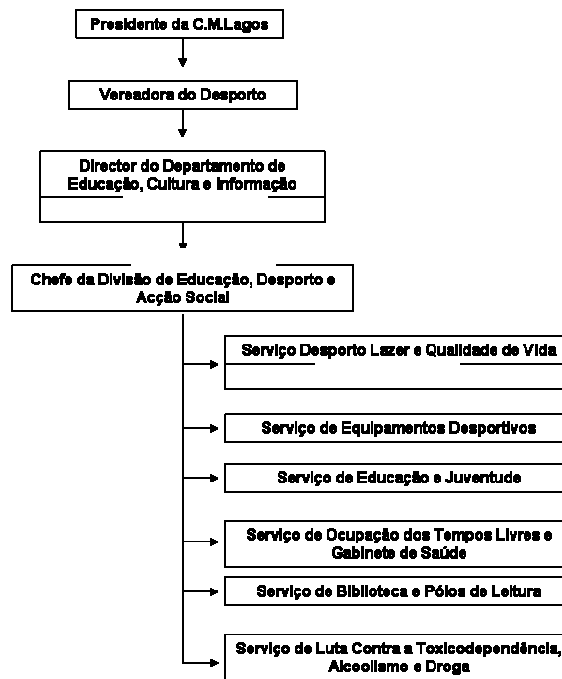 Presidente da C.M.Lagos
Vereadora do Desporto
Director do Departamento de
Educação, Cultura e Informação
Chefe da Divisão de Educação, Desporto e
Acção Social
Serviço Desporto Lazer e Qualidade de Vida
Serviço de Equipamentos Desportivos
Serviço de Educação e Juventude
Serviço de Ocupação dos Tempos Livres e
Gabinete de Saúde
Serviço de Biblioteca e Pólos de Leitura
Serviço de Luta Contra a Toxicodependência,
Alcoolismo e Droga